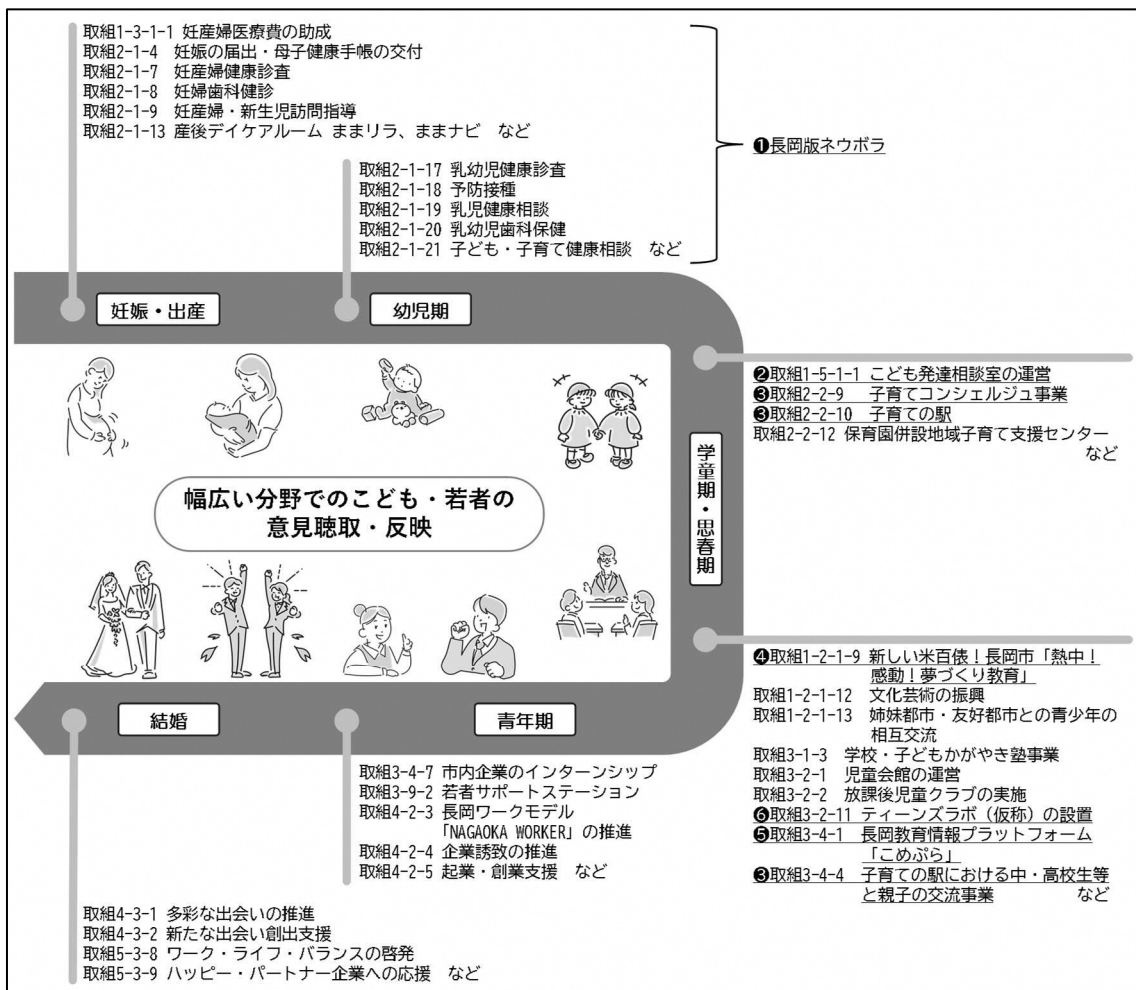 取組1-3-1-1 妊産婦医療費の助成
取組2-1-4 妊娠の届出・母子健康手帳の交付
取組2-1-7 妊産婦健康診査
取組2-1-8 妊婦歯科健診
取組2-1-9 妊産婦・新生児訪問指導
取組2-1-13 産後デイケアルーム ままリラ、ままナビ など
取組2-1-17 乳幼児健康診査
取組2-1-18 予防接種
取組2-1-19 乳児健康相談
取組2-1-20 乳幼児歯科保健
取組2-1-21 子ども・子育て健康相談 など
❶長岡版ネウボラ
妊娠・出産
幼児期
❷取組1-5-1-1 こども発達相談室の運営
❸取組2-2-9 子育てコンシェルジュ事業
❸取組2-2-10 子育ての駅
取組2-2-12 保育園併設地域子育て支援センター
など
学童期・思春期
幅広い分野でのこども・若者の
意見聴取・反映
❹取組1-2-1-9 新しい米百俵！長岡市「熱中！
感動！夢づくり教育」
取組1-2-1-12 文化芸術の振興
取組1-2-1-13 姉妹都市・友好都市との青少年の
相互交流
取組3-1-3 学校・子どもかがやき塾事業
取組3-2-1 児童会館の運営
取組3-2-2 放課後児童クラブの実施
❻取組3-2-11 ティーンズラボ（仮称）の設置
❺取組3-4-1 長岡教育情報プラットフォーム
「こめぷら」
❸取組3-4-4 子育ての駅における中・高校生等
と親子の交流事業 など
結婚
青年期
取組3-4-7 市内企業のインターンシップ
取組3-9-2 若者サポートステーション
取組4-2-3 長岡ワークモデル
「NAGAOKA WORKER」の推進
取組4-2-4 企業誘致の推進
取組4-2-5 起業・創業支援 など
取組4-3-1 多彩な出会いの推進
取組4-3-2 新たな出会い創出支援
取組5-3-8 ワーク・ライフ・バランスの啓発
取組5-3-9 ハッピー・パートナー企業への応援 など